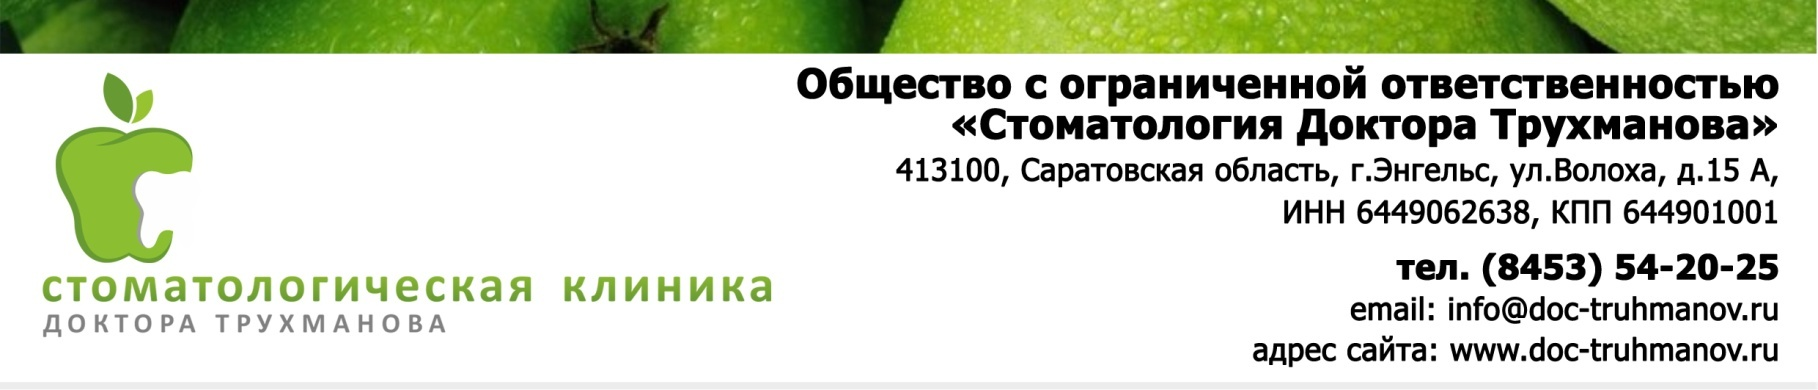 Общество с ограниченной ответственностью
«Стоматология Доктора Трухманова»
413100, Саратовская область, г.Энгельс, ул.Волоха, д.15 А,
ИНН 6449062638, КПП 644901001
тел. (8453) 54-20-25
email: info@doc-truhmanov.ru
адрес сайта: www.doc-truhmanov.ru
стоматологическая клиника
ДОКТОРА ТРУХМАНОВА